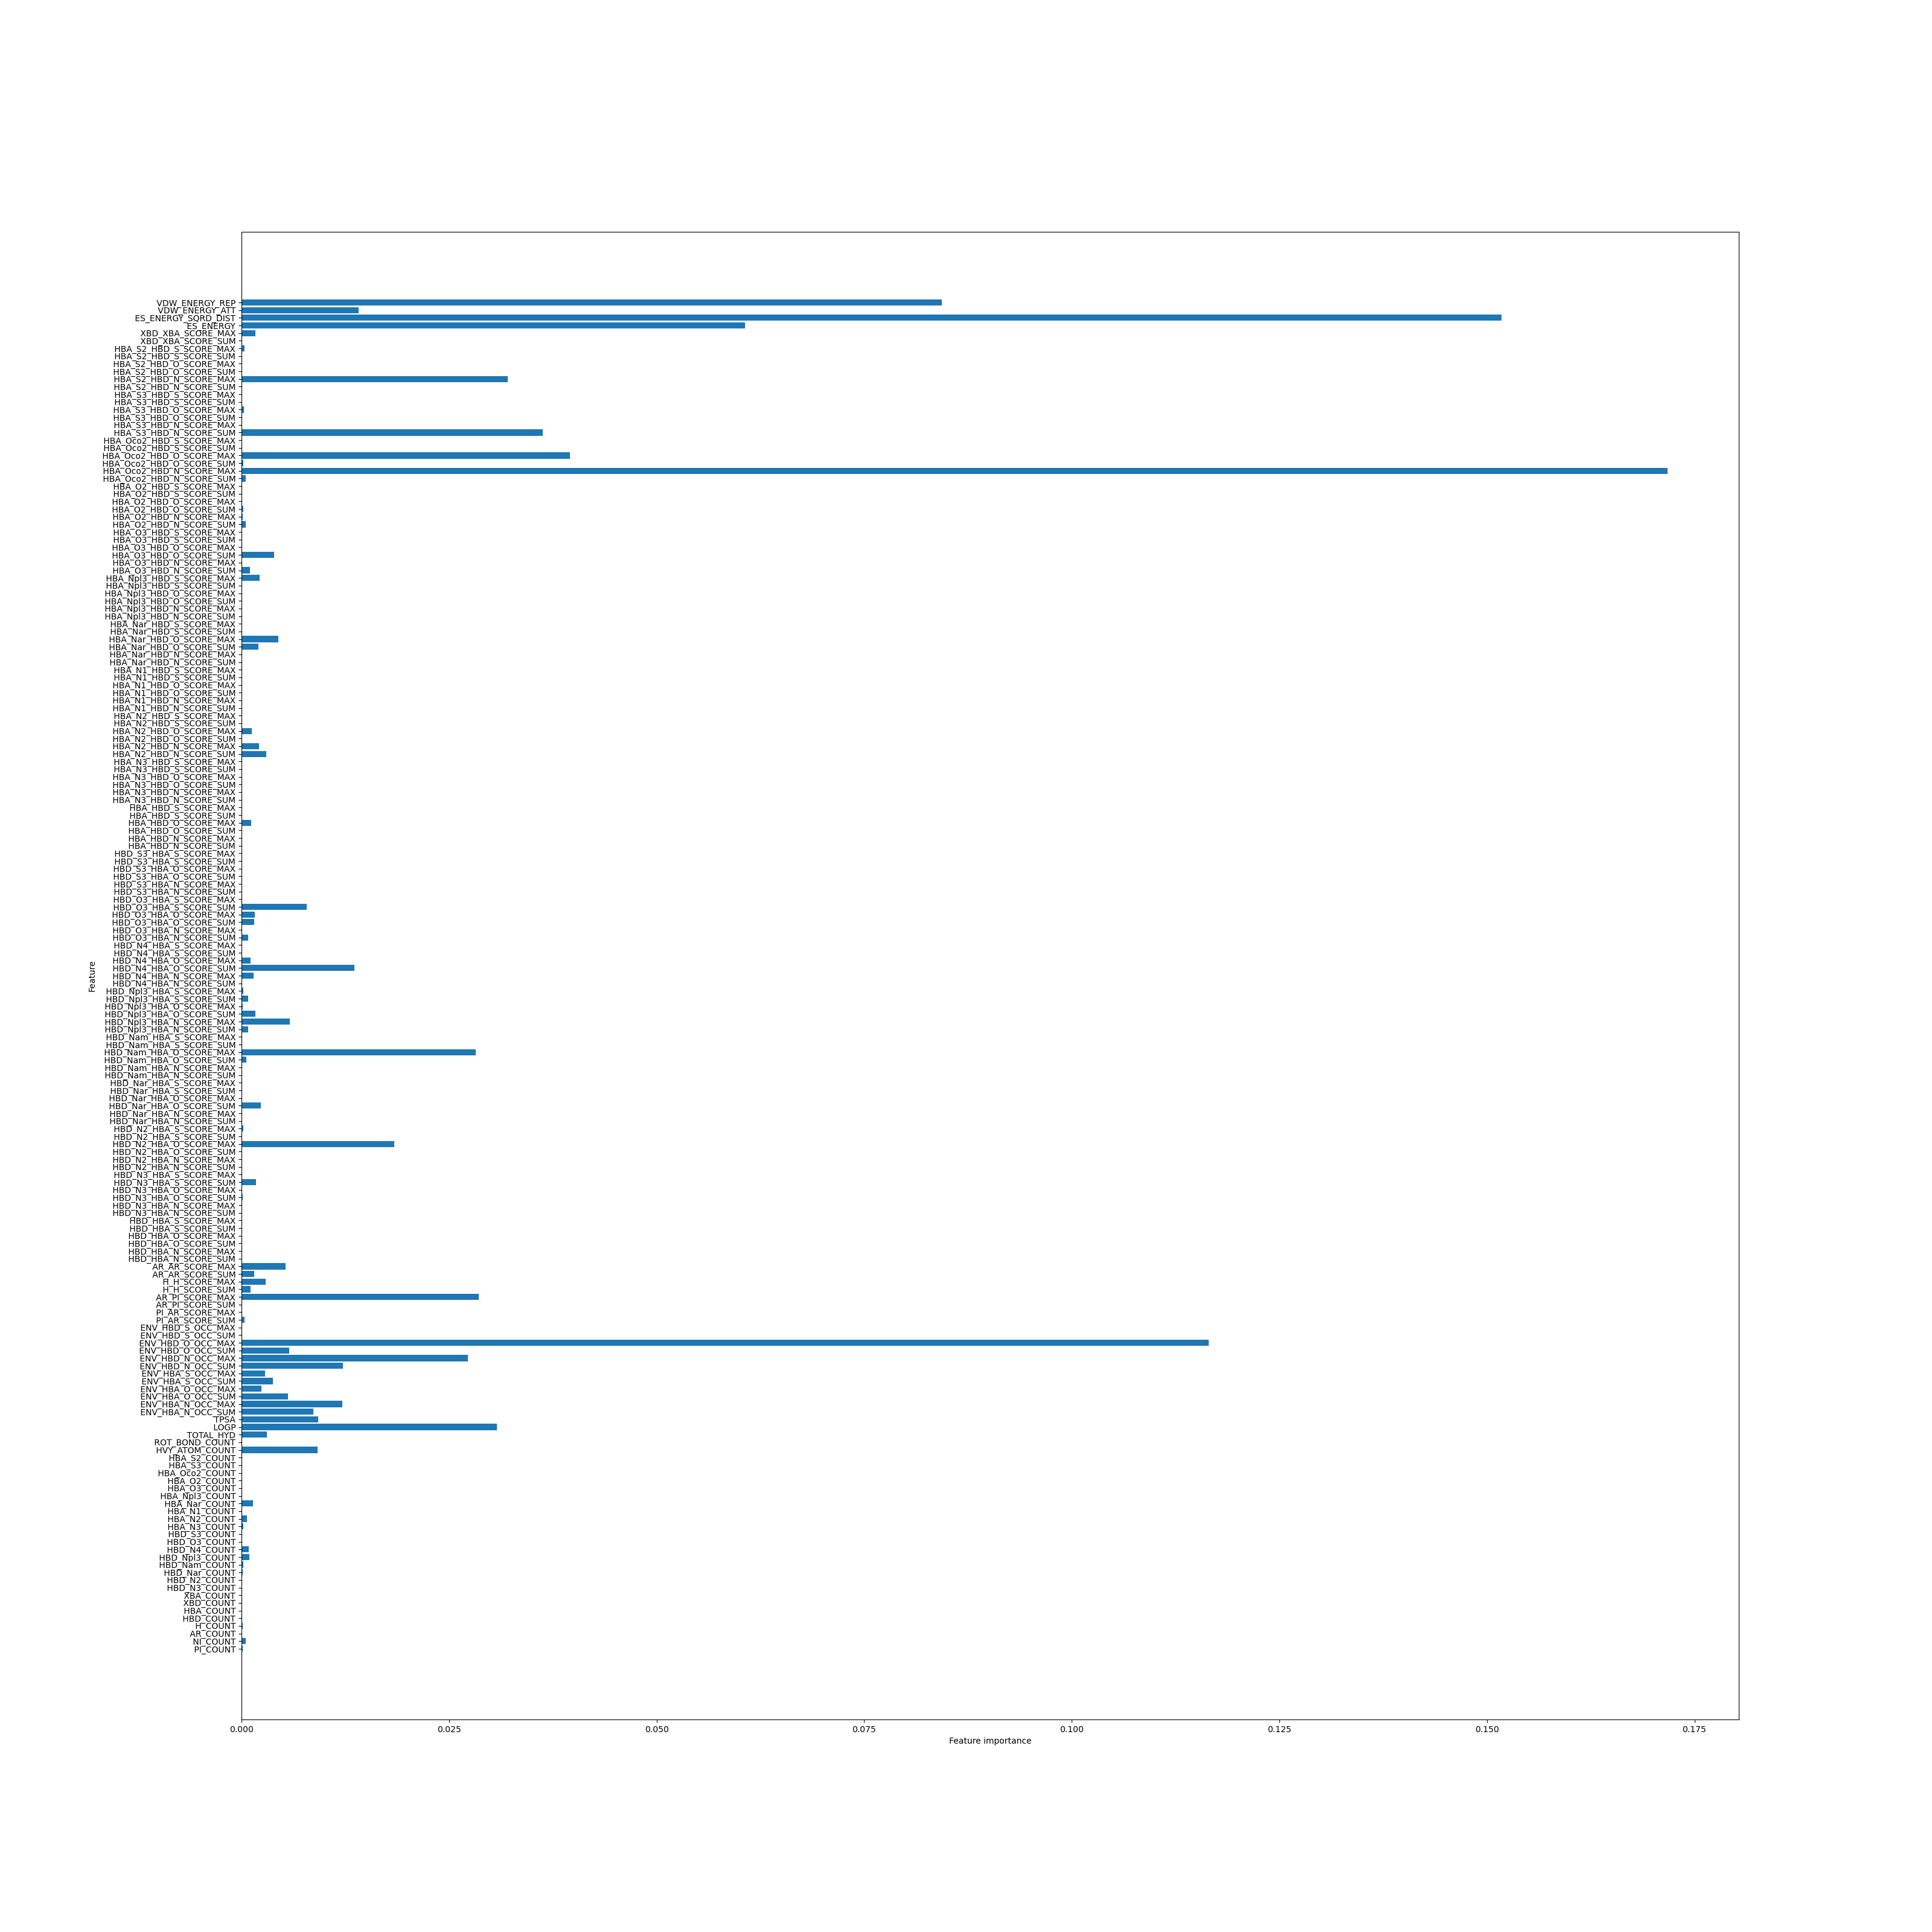 VDW_ENERGY_REP
VDW_ENERGY_ATT
ES_ENERGY_SQRD_DIST
ES_ENERGY
XBD_XBA_SCORE_MAX
XBD_XBA_SCORE_SUM
HBA_S2_HBD_S_SCORE_MAX
HBA_S2_HBD_S_SCORE_SUM
HBA_S2_HBD_O_SCORE_MAX
HBA_S2_HBD_O_SCORE_SUM
HBA_S2_HBD_N_SCORE_MAX
HBA_S2_HBD_N_SCORE_SUM
HBA_S3_HBD_S_SCORE_MAX
HBA_S3_HBD_S_SCORE_SUM
HBA_S3_HBD_O_SCORE_MAX
HBA_S3_HBD_O_SCORE_SUM
HBA_S3_HBD_N_SCORE_MAX
HBA_S3_HBD_N_SCORE_SUM
HBA_Oco2_HBD_S_SCORE_MAX
HBA_Oco2_HBD_S_SCORE_SUM
HBA_Oco2_HBD_O_SCORE_MAX
HBA_Oco2_HBD_O_SCORE_SUM
HBA_Oco2_HBD_N_SCORE_MAX
HBA_Oco2_HBD_N_SCORE_SUM
HBA_O2_HBD_S_SCORE_MAX
HBA_O2_HBD_S_SCORE_SUM
HBA_O2_HBD_O_SCORE_MAX
HBA_O2_HBD_O_SCORE_SUM
HBA_O2_HBD_N_SCORE_MAX
HBA_O2_HBD_N_SCORE_SUM
HBA_O3_HBD_S_SCORE_MAX
HBA_O3_HBD_S_SCORE_SUM
HBA_O3_HBD_O_SCORE_MAX
HBA_O3_HBD_O_SCORE_SUM
HBA_O3_HBD_N_SCORE_MAX
HBA_O3_HBD_N_SCORE_SUM
HBA_Npl3_HBD_S_SCORE_MAX
HBA_Npl3_HBD_S_SCORE_SUM
HBA_Npl3_HBD_O_SCORE_MAX
HBA_Npl3_HBD_O_SCORE_SUM
HBA_Npl3_HBD_N_SCORE_MAX
HBA_Npl3_HBD_N_SCORE_SUM
HBA_Nar_HBD_S_SCORE_MAX
HBA_Nar_HBD_S_SCORE_SUM
HBA_Nar_HBD_O_SCORE_MAX
HBA_Nar_HBD_O_SCORE_SUM
HBA_Nar_HBD_N_SCORE_MAX
HBA_Nar_HBD_N_SCORE_SUM
HBA_N1_HBD_S_SCORE_MAX
HBA_N1_HBD_S_SCORE_SUM
HBA_N1_HBD_O_SCORE_MAX
HBA_N1_HBD_O_SCORE_SUM
HBA_N1_HBD_N_SCORE_MAX
HBA_N1_HBD_N_SCORE_SUM
HBA_N2_HBD_S_SCORE_MAX
HBA_N2_HBD_S_SCORE_SUM
HBA_N2_HBD_O_SCORE_MAX
HBA_N2_HBD_O_SCORE_SUM
HBA_N2_HBD_N_SCORE_MAX
HBA_N2_HBD_N_SCORE_SUM
HBA_N3_HBD_S_SCORE_MAX
HBA_N3_HBD_S_SCORE_SUM
HBA_N3_HBD_O_SCORE_MAX
HBA_N3_HBD_O_SCORE_SUM
HBA_N3_HBD_N_SCORE_MAX
HBA_N3_HBD_N_SCORE_SUM
HBA_HBD_S_SCORE_MAX
HBA_HBD_S_SCORE_SUM
HBA_HBD_O_SCORE_MAX
HBA_HBD_O_SCORE_SUM
HBA_HBD_N_SCORE_MAX
HBA_HBD_N_SCORE_SUM
HBD_S3_HBA_S_SCORE_MAX
HBD_S3_HBA_S_SCORE_SUM
HBD_S3_HBA_O_SCORE_MAX
HBD_S3_HBA_O_SCORE_SUM
HBD_S3_HBA_N_SCORE_MAX
HBD_S3_HBA_N_SCORE_SUM
HBD_O3_HBA_S_SCORE_MAX
HBD_O3_HBA_S_SCORE_SUM
HBD_O3_HBA_O_SCORE_MAX
HBD_O3_HBA_O_SCORE_SUM
HBD_O3_HBA_N_SCORE_MAX
HBD_O3_HBA_N_SCORE_SUM
HBD_N4_HBA_S_SCORE_MAX
HBD_N4_HBA_S_SCORE_SUM
HBD_N4_HBA_O_SCORE_MAX
HBD_N4_HBA_O_SCORE_SUM
HBD_N4_HBA_N_SCORE_MAX
HBD_N4_HBA_N_SCORE_SUM
HBD_Npl3_HBA_S_SCORE_MAX
HBD_Npl3_HBA_S_SCORE_SUM
HBD_Npl3_HBA_O_SCORE_MAX
HBD_Npl3_HBA_O_SCORE_SUM
HBD_Npl3_HBA_N_SCORE_MAX
HBD_Npl3_HBA_N_SCORE_SUM
HBD_Nam_HBA_S_SCORE_MAX
HBD_Nam_HBA_S_SCORE_SUM
HBD_Nam_HBA_O_SCORE_MAX
HBD_Nam_HBA_O_SCORE_SUM
HBD_Nam_HBA_N_SCORE_MAX
HBD_Nam_HBA_N_SCORE_SUM
HBD_Nar_HBA_S_SCORE_MAX
HBD_Nar_HBA_S_SCORE_SUM
HBD_Nar_HBA_O_SCORE_MAX
HBD_Nar_HBA_O_SCORE_SUM
HBD_Nar_HBA_N_SCORE_MAX
HBD_Nar_HBA_N_SCORE_SUM
HBD_N2_HBA_S_SCORE_MAX
HBD_N2_HBA_S_SCORE_SUM
HBD_N2_HBA_O_SCORE_MAX
HBD_N2_HBA_O_SCORE_SUM
HBD_N2_HBA_N_SCORE_MAX
HBD_N2_HBA_N_SCORE_SUM
HBD_N3_HBA_S_SCORE_MAX
HBD_N3_HBA_S_SCORE_SUM
HBD_N3_HBA_O_SCORE_MAX
HBD_N3_HBA_O_SCORE_SUM
HBD_N3_HBA_N_SCORE_MAX
HBD_N3_HBA_N_SCORE_SUM
HBD_HBA_S_SCORE_MAX
HBD_HBA_S_SCORE_SUM
HBD_HBA_O_SCORE_MAX
HBD_HBA_O_SCORE_SUM
HBD_HBA_N_SCORE_MAX
HBD_HBA_N_SCORE_SUM
AR_AR_SCORE_MAX
AR_AR_SCORE_SUM
H_H_SCORE_MAX
H_H_SCORE_SUM
AR_PI_SCORE_MAX
AR_PI_SCORE_SUM
PI_AR_SCORE_MAX
PI_AR_SCORE_SUM
ENV_HBD_S_OCC_MAX
ENV_HBD_S_OCC_SUM
ENV_HBD_O_OCC_MAX
ENV_HBD_O_OCC_SUM
ENV_HBD_N_OCC_MAX
ENV_HBD_N_OCC_SUM
ENV_HBA_S_OCC_MAX
ENV_HBA_S_OCC_SUM
ENV_HBA_O_OCC_MAX
ENV_HBA_O_OCC_SUM
ENV_HBA_N_OCC_MAX
ENV_HBA_N_OCC_SUM
TPSA
LOGP
TOTAL_HYD
ROT_BOND_COUNT
HVY_ATOM_COUNT
HBA_S2_COUNT
HBA_S3_COUNT
HBA_Oco2_COUNT
HBA_O2_COUNT
HBA_O3_COUNT
HBA_Npl3_COUNT
HBA_Nar_COUNT
HBA_N1_COUNT
HBA_N2_COUNT
HBA_N3_COUNT
HBD_S3_COUNT
HBD_O3_COUNT
HBD_N4_COUNT
HBD_Npl3_COUNT
HBD_Nam_COUNT
HBD_Nar_COUNT
HBD_N2_COUNT
HBD_N3_COUNT
XBA_COUNT
XBD_COUNT
HBA_COUNT
HBD_COUNT
H_COUNT
AR_COUNT
NI_COUNT
PI_COUNT
Feature
0.000 0.025 0.050 0.075 0.100 0.125 0.150 0.175
Feature importance